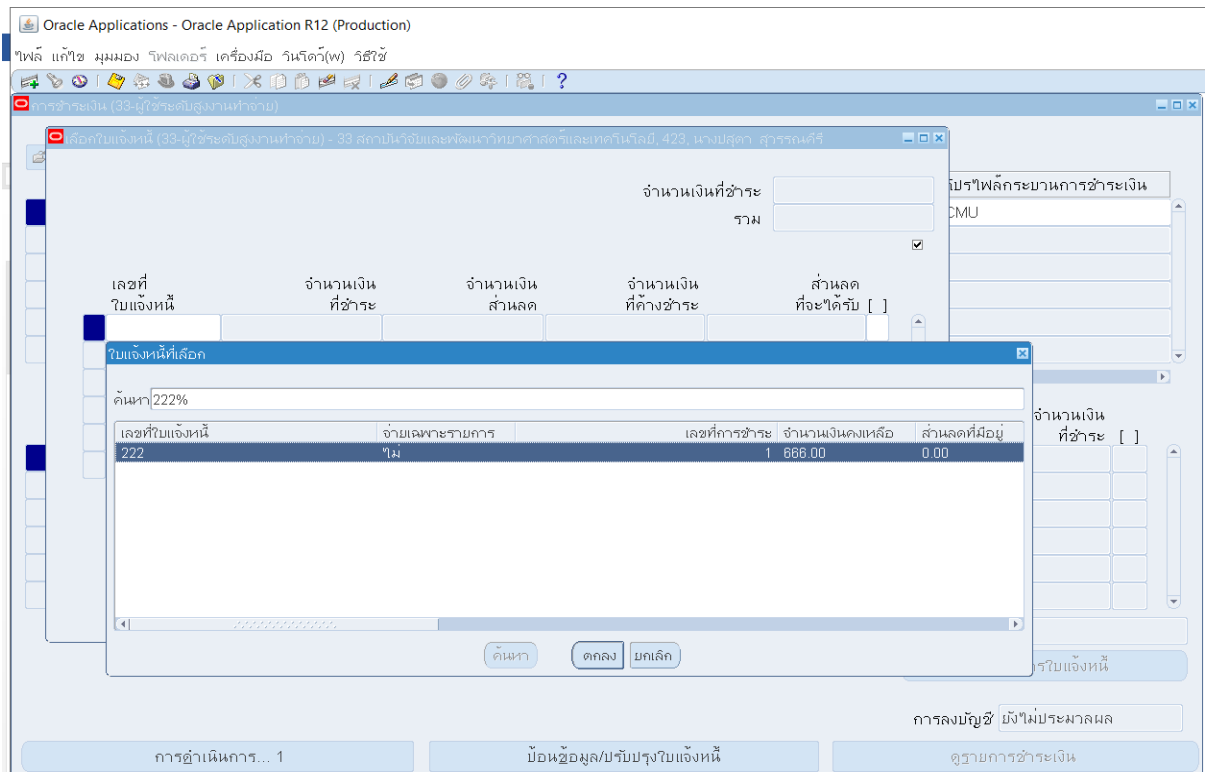 Oracle Applications - Oracle Application R12 (Production)
ไฟล์ แก้ไข มุมมอง โฟลเดอร์ เครื่องมือ วินโดว์(w) วิธีใช้
การชำระเงิน (33-ผู้ใช้ระดับสูงงานทำจ่าย)
เลือกใบแจ้งหนี้ (33-ผู้ใช้ระดับสูงงานทำจ่าย) - 33 สถาบันวิจัยและพัฒนาวิทยาศาสตร์และเทคโนโลยี, 423,
จำนวนเงินที่ชำระ
โปรไฟล์กระบวนการชำระเงิน
CMU
รวม
เลขที่ใบแจ้งหนี้
จำนวนเงินที่ชำระ
จำนวนเงินส่วนลด
จำนวนเงินที่ค้างชำระ
ส่วนลดที่จะได้รับ [ ]
ใบแจ้งหนี้ที่เลือก
ค้นหา 222%
เลขที่ใบแจ้งหนี้ จ่ายเฉพาะรายการ เลขที่การชำระ จำนวนเงินคงเหลือ ส่วนลดที่มีอยู่
222 ไม่ 1 666.00 0.00
จำนวนเงินที่ชำระ [ ]
ค้นหา ตกลง ยกเลิก
ใบแจ้งหนี้
การลงบัญชี ยังไม่ประมวลผล
การดำเนินการ... 1 ป้อนข้อมูล/ปรับปรุงใบแจ้งหนี้ ดูรายการชำระเงิน